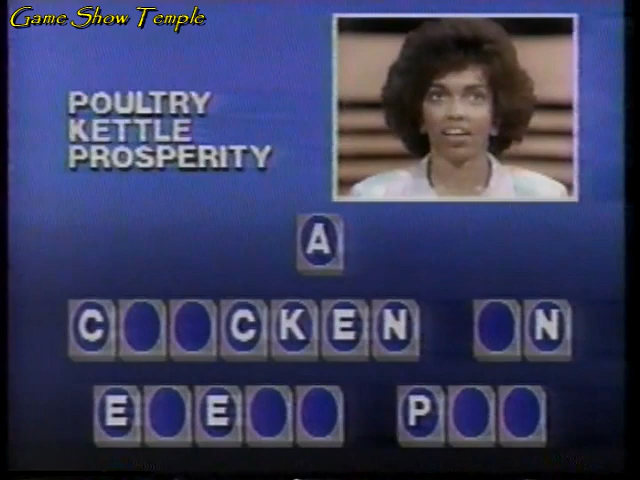 Game Show Temple
POULTRY
KETTLE
PROSPERITY
A
C CKEN N
E E P